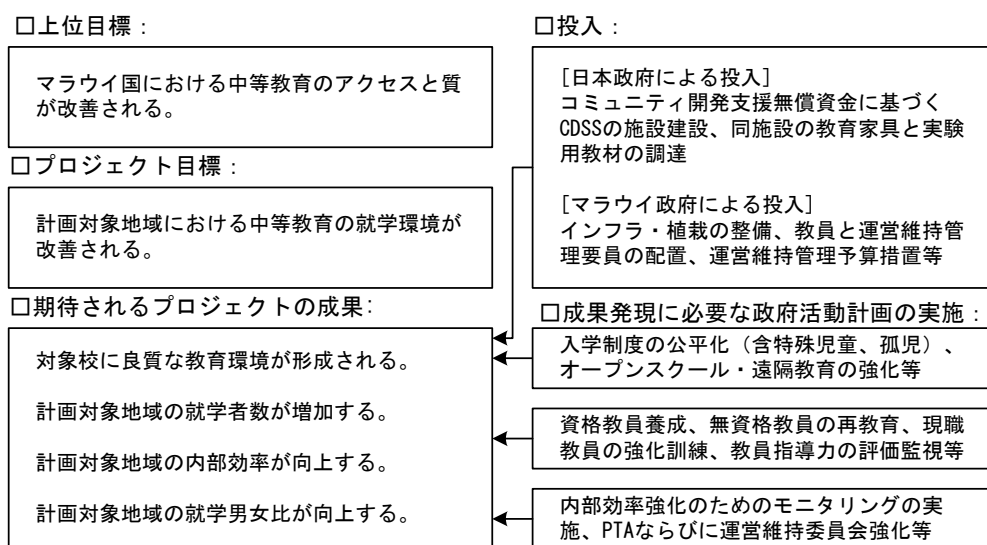 □上位目標：
マラウイ国における中等教育のアクセスと質
が改善される。
□プロジェクト目標：
計画対象地域における中等教育の就学環境が
改善される。
□期待されるプロジェクトの成果：
対象校に良質な教育環境が形成される。
計画対象地域の就学者数が増加する。
計画対象地域の内部効率が向上する。
計画対象地域の就学男女比が向上する。
□投入：
[日本政府による投入]
コミュニティ開発支援無償資金に基づく
CDSSの施設建設、同施設の教育家具と実験
用教材の調達
[マラウイ政府による投入]
インフラ・植栽の整備、教員と運営維持管
理要員の配置、運営維持管理予算措置等
□成果発現に必要な政府活動計画の実施：
入学制度の公平化（含特殊児童、孤児）、
オープンスクール・遠隔教育の強化等
資格教員養成、無資格教員の再教育、現職
教員の強化訓練、教員指導力の評価監視等
内部効率強化のためのモニタリングの実
施、PTAならびに運営維持委員会強化等